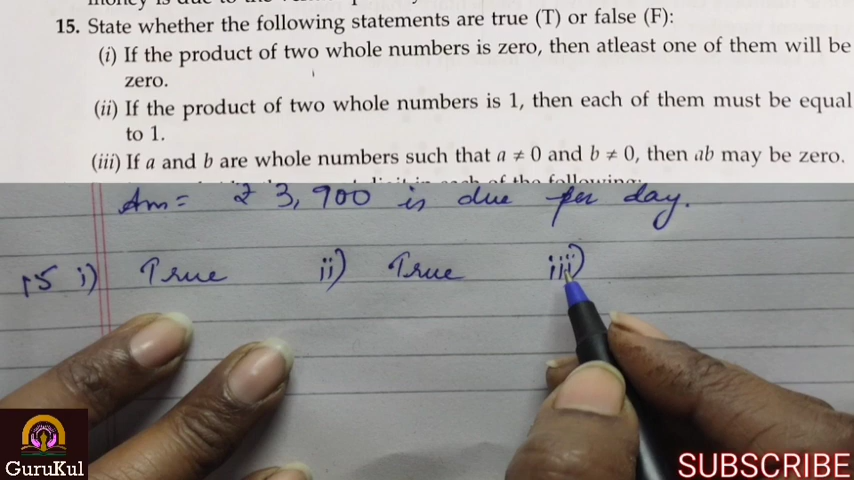 15. State whether the following statements are true (T) or false (F):
(i) If the product of two whole numbers is zero, then atleast one of them will be
zero.
(ii) If the product of two whole numbers is 1, then each of them must be equal
to 1.
(iii) If a and b are whole numbers such that a ≠ 0 and b ≠ 0, then ab may be zero.
Ans= ₹ 3,900 is due per day.
15 i) True ii) True iii)
GuruKul
SUBSCRIBE